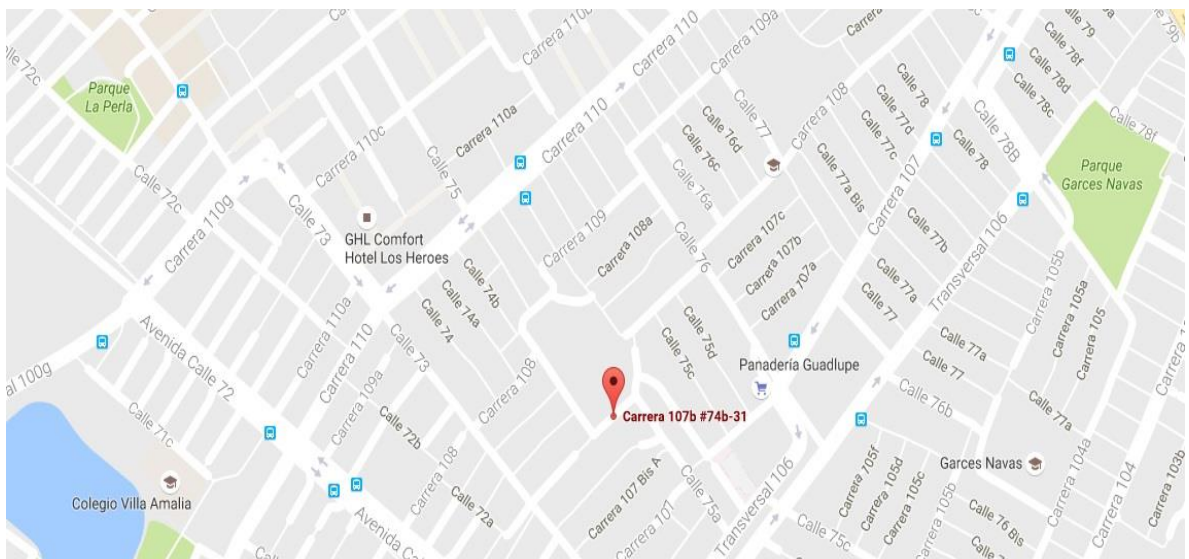 Calle 72c
Parque
La Perla
Calle 72c
Carrera 110g
Calle 73
Carrera 110c
Carrera 110a
Carrera 110b
Carrera 110
Carrera 109a
Calle 75
GHL Comfort
Hotel Los Heroes
Carrera 109
Carrera 108a
Calle 76c
Calle 76d
Calle 77
Carrera 108
Calle 76a
Calle 76
Calle 78
Calle 77d
Calle 77c
Calle 77a Bis
Carrera 107
Calle 79
Calle 78f
Calle 78d
Calle 78c
Calle 78
Calle 78B
Calle 78f
Calle 79b
Parque
Garces Navas
Carrera 107c
Carrera 107b
Carrera 107a
Calle 77b
Calle 77a
Calle 77
Transversal 106
Carrera 105b
Carrera 105a
Carrera 105
Avenida Calle 72
Carrera 110a
Carrera 110
Calle 74b
Calle 74a
Calle 74
Calle 73
Carrera 108
Calle 75d
Calle 75c
Panadería Guadlupe
Calle 77a
Calle 77
Calle 76b
Calle 77a
al 100g
Carrera 107b #74b-31
Carrera 109a
Calle 72b
Carrera 108
Calle 72a
Calle 71c
Colegio Villa Amalia
Carrera 107 Bis A
Carrera 107
Calle 75a
Transversal 106
Calle 75c
Carrera 105f
Carrera 105d
Carrera 105c
Carrera 105b
Garces Navas
Calle 76 Bis
Carrera 104a
Carrera 104
Carrera 103b